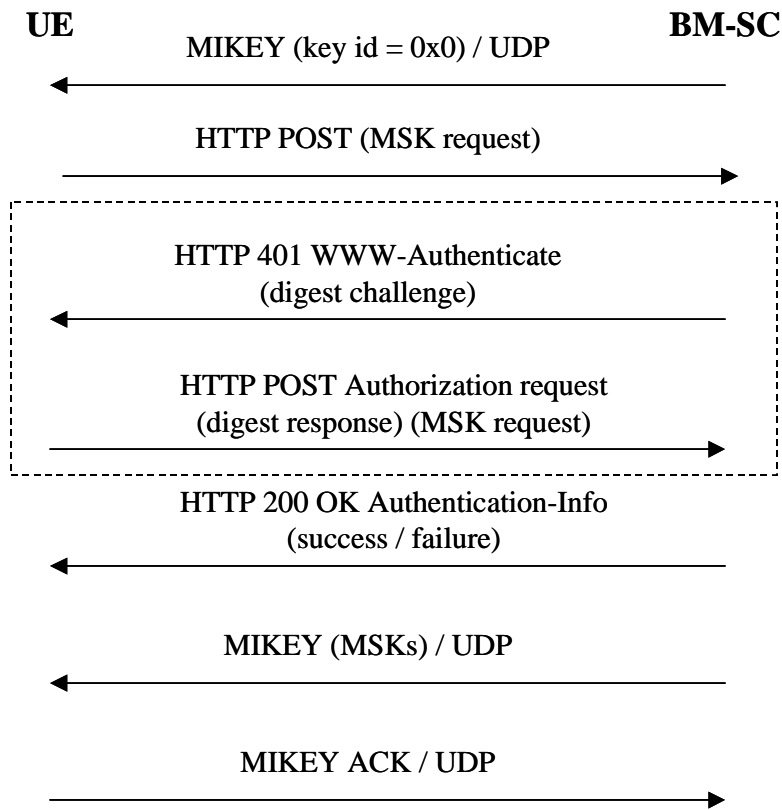 UE
BM-SC
MIKEY (key id = 0x0) / UDP
HTTP POST (MSK request)
HTTP 401 WWW-Authenticate
(digest challenge)
HTTP POST Authorization request
(digest response) (MSK request)
HTTP 200 OK Authentication-Info
(success / failure)
MIKEY (MSKs) / UDP
MIKEY ACK / UDP